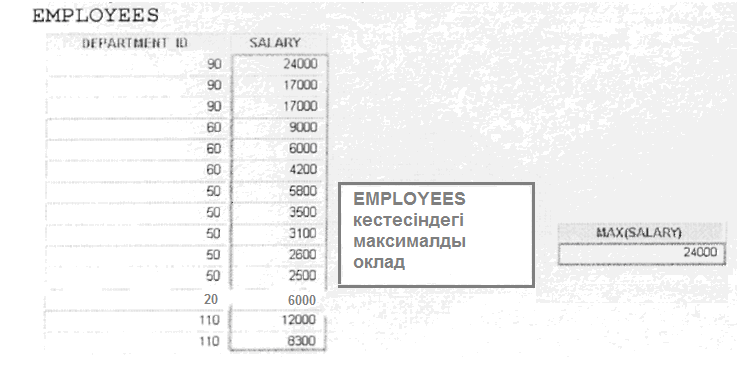 EMPLOYEES
DEPARTMENT ID SALARY
90 24000
90 17000
90 17000
60 9000
60 6000
60 4200
50 5800
50 3500
50 3100
50 2600
50 2500
20 6000
110 12000
110 8300
EMPLOYEES
кестесіндегі
максималды
оклад
MAX(SALARY)
24000